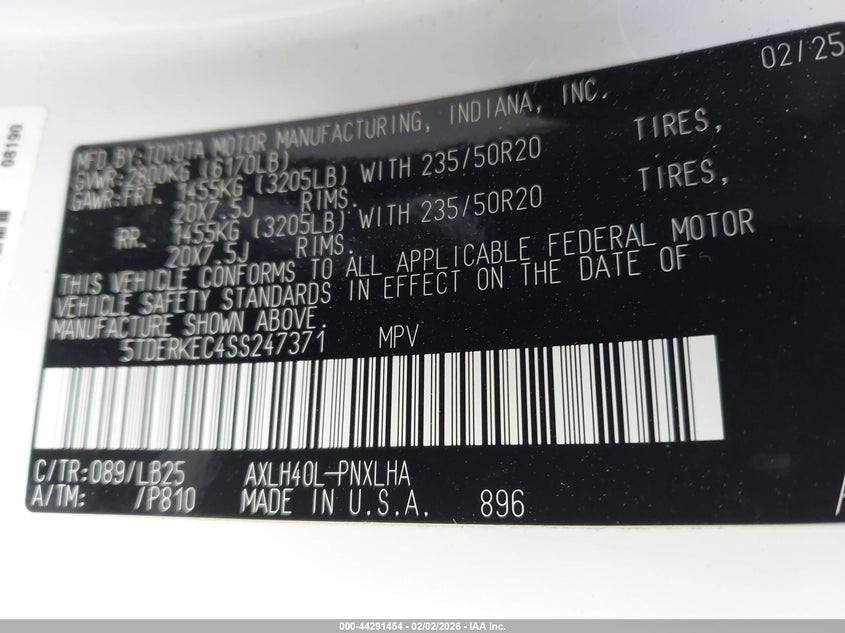 02/25
MFD.BY:TOYOTA MOTOR MANUFACTURING, INDIANA, INC.
GVWR:2800KG (6170LB)
GAWR:FRT. 1455KG (3205LB) WITH 235/50R20 TIRES,
20X7.5J RIMS.
RR. 1455KG (3205LB) WITH 235/50R20 TIRES,
20X7.5J RIMS.
THIS VEHICLE CONFORMS TO ALL APPLICABLE FEDERAL MOTOR
VEHICLE SAFETY STANDARDS IN EFFECT ON THE DATE OF
MANUFACTURE SHOWN ABOVE.
5TDERKEC4SS247371 MPV
C/TR:089/LB25 AXLH40L-PNXLHA
A/TM: /P810 MADE IN U.S.A. 896
08190
000-44291454 - 02/02/2026 - IAA Inc.